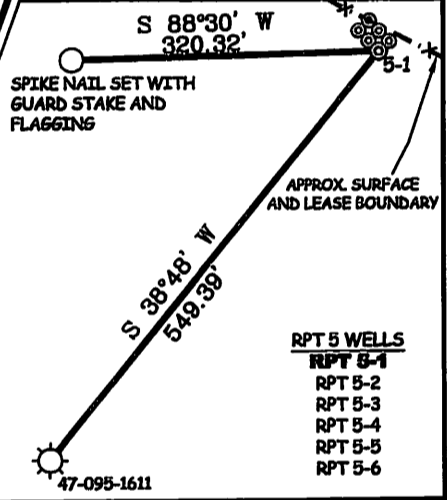 S 88°30' W
320.32'
5-1
SPIKE NAIL SET WITH
GUARD STAKE AND
FLAGGING
APPROX. SURFACE
AND LEASE BOUNDARY
S 38°48' W
549.39'
RPT 5 WELLS
RPT 5-1
RPT 5-2
RPT 5-3
RPT 5-4
RPT 5-5
RPT 5-6
47-095-1611